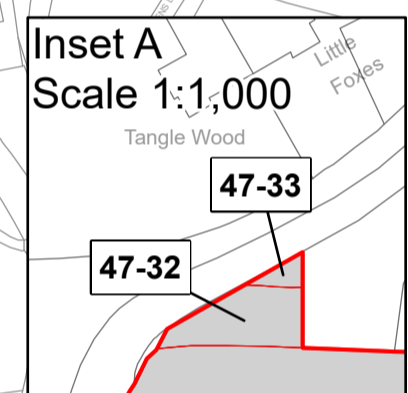 Inset A
Scale 1:1,000
Little
Foxes
Tangle Wood
47-33
47-32